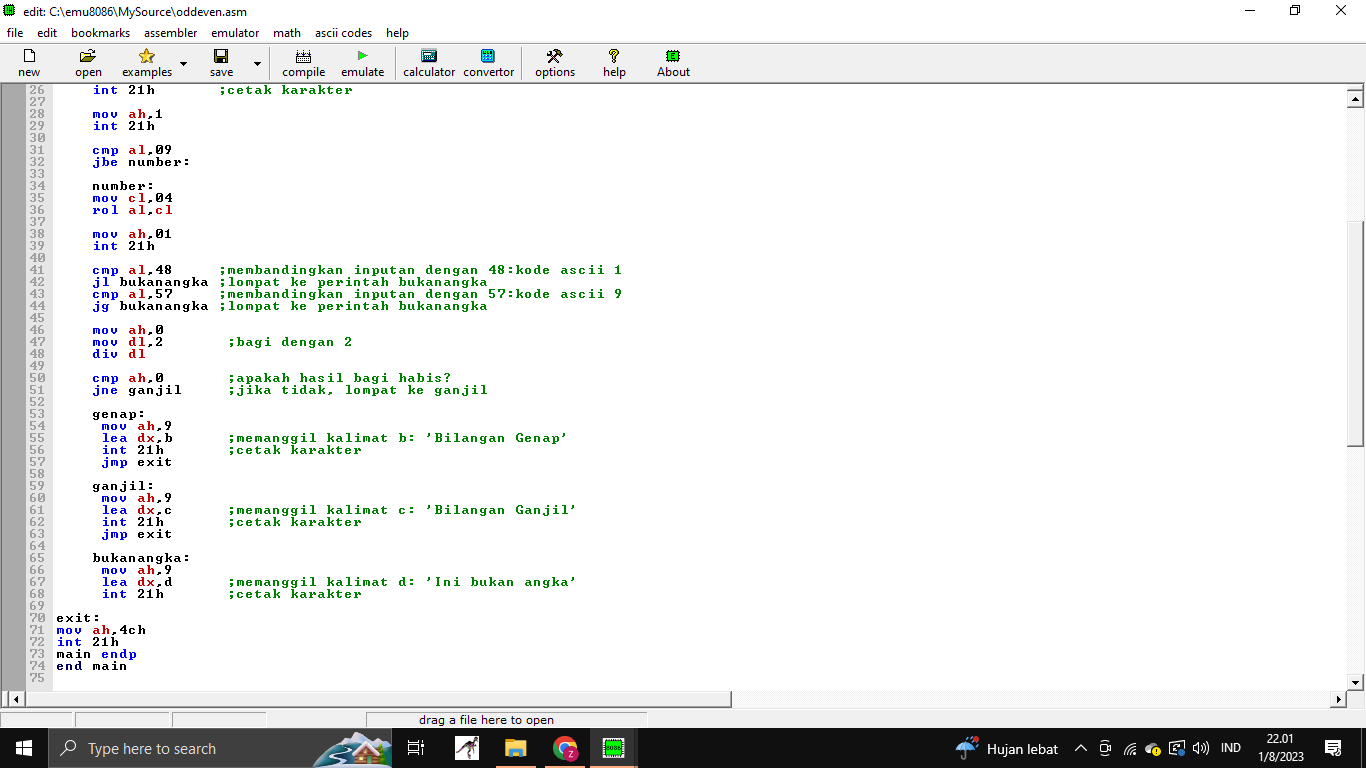 edit: C:\emu8086\MySource\oddeven.asm
file edit bookmarks assembler emulator math ascii codes help
new open examples save compile emulate calculator convertor options help About
26 int 21h ;cetak karakter
27
28 mov ah,1
29 int 21h
30
31 cmp al,09
32 jbe number:
33
34 number:
35 mov cl,04
36 rol al,cl
37
38 mov ah,01
39 int 21h
40
41 cmp al,48 ;membandingkan inputan dengan 48:kode ascii 1
42 jl bukanangka ;lompat ke perintah bukanangka
43 cmp al,57 ;membandingkan inputan dengan 57:kode ascii 9
44 jg bukanangka ;lompat ke perintah bukanangka
45
46 mov ah,0
47 mov dl,2 ;bagi dengan 2
48 div dl
49
50 cmp ah,0 ;apakah hasil bagi habis?
51 jne ganjil ;jika tidak, lompat ke ganjil
52
53 genap:
54 mov ah,9
55 lea dx,b ;memanggil kalimat b: 'Bilangan Genap'
56 int 21h ;cetak karakter
57 jmp exit
58
59 ganjil:
60 mov ah,9
61 lea dx,c ;memanggil kalimat c: 'Bilangan Ganjil'
62 int 21h ;cetak karakter
63 jmp exit
64
65 bukanangka:
66 mov ah,9
67 lea dx,d ;memanggil kalimat d: 'Ini bukan angka'
68 int 21h ;cetak karakter
69
70 exit:
71 mov ah,4ch
72 int 21h
73 main endp
74 end main
75
drag a file here to open
Type here to search
Z
8086
Hujan lebat
IND
22.01
1/8/2023